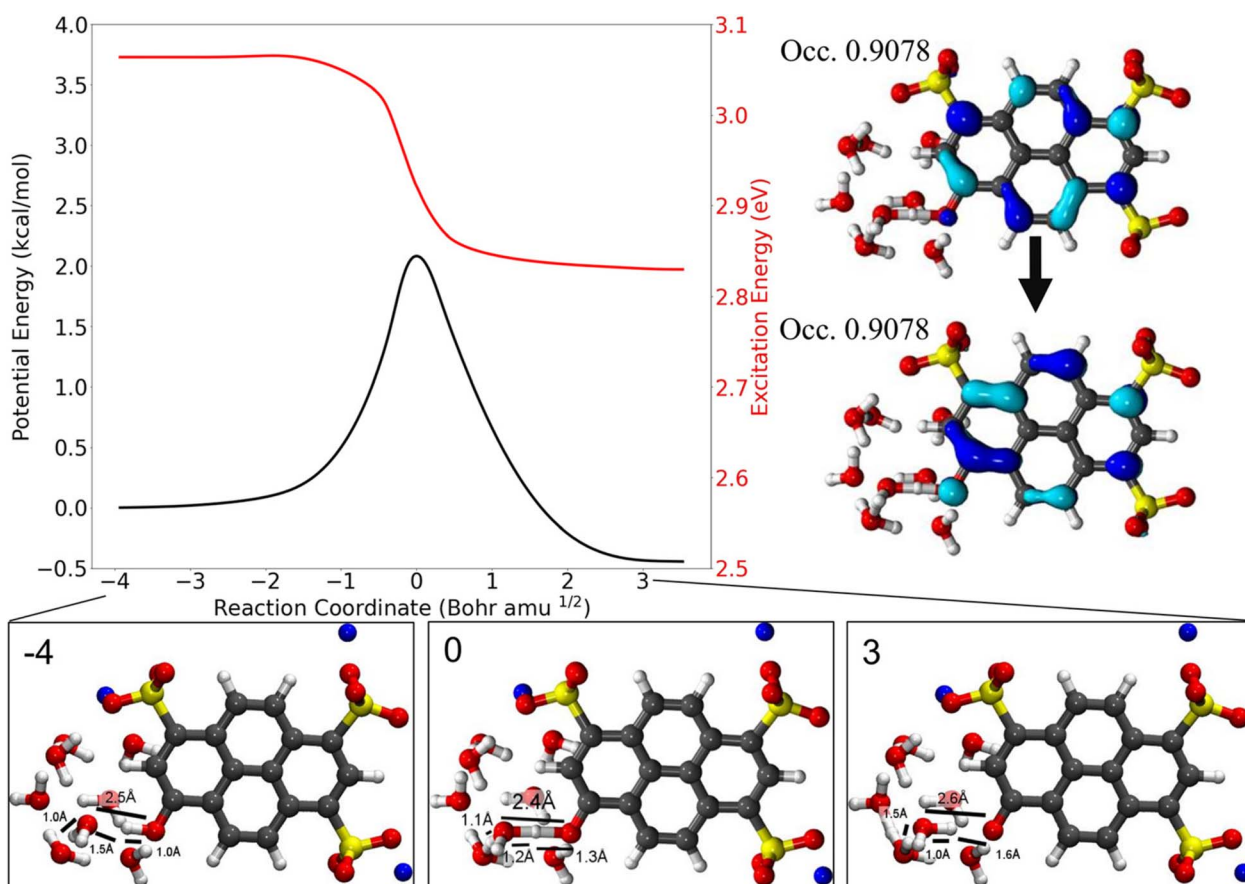 4.0
3.5
3.0
2.5
2.0
1.5
1.0
0.5
0.0
−0.5
Potential Energy (kcal/mol)
−4 −3 −2 −1 0 1 2 3
Reaction Coordinate (Bohr amu 1/2)
3.1
3.0
2.9
2.8
2.7
2.6
2.5
Excitation Energy (eV)
Occ. 0.9078
Occ. 0.9078
-4
2.5Å
1.0Å
1.5Å
1.0Å
0
2.4Å
1.1Å
1.2Å
1.3Å
3
2.6Å
1.5Å
1.0Å
1.6Å